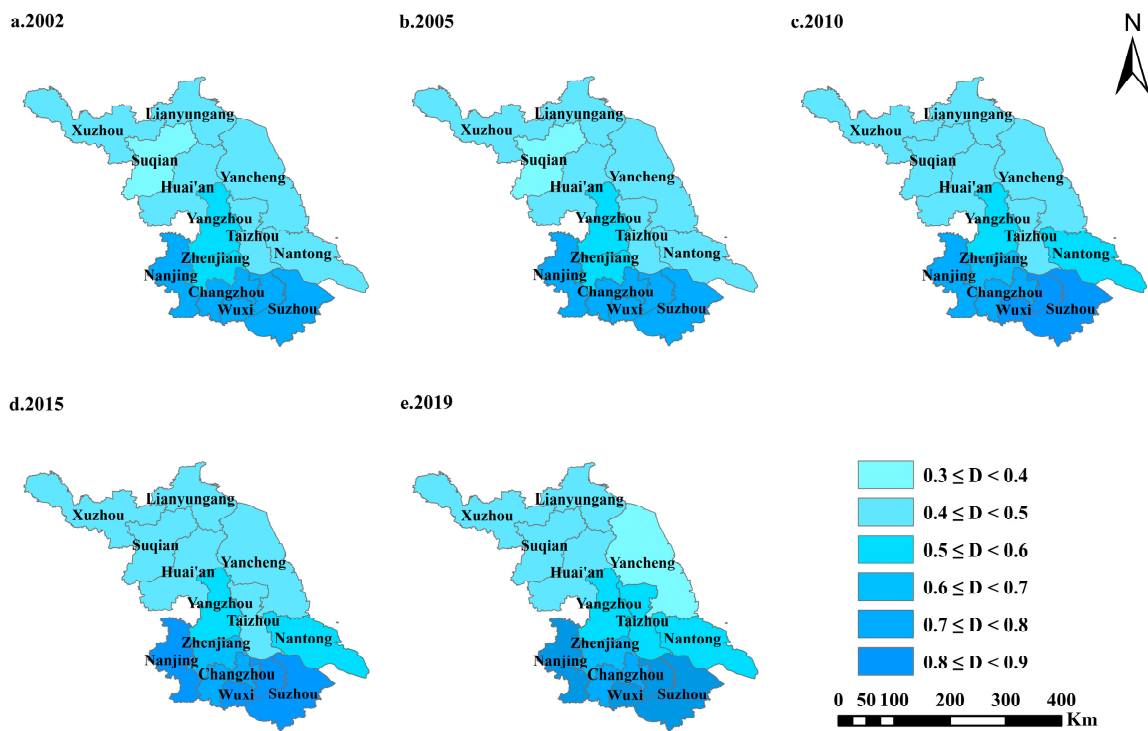 a.2002
b.2005
c.2010
N
Lianyungang
Xuzhou
Suqian
Yancheng
Huai'an
Yangzhou
Taizhou
Nantong
Zhenjiang
Nanjing
Changzhou
Wuxi
Suzhou
Lianyungang
Xuzhou
Suqian
Yancheng
Huai'an
Yangzhou
Taizhou
Nantong
Zhenjiang
Nanjing
Changzhou
Wuxi
Suzhou
Lianyungang
Xuzhou
Suqian
Yancheng
Huai'an
Yangzhou
Taizhou
Nantong
Zhenjiang
Nanjing
Changzhou
Wuxi
Suzhou
d.2015
e.2019
Lianyungang
Xuzhou
Suqian
Yancheng
Huai'an
Yangzhou
Taizhou
Nantong
Zhenjiang
Nanjing
Changzhou
Wuxi
Suzhou
Lianyungang
Xuzhou
Suqian
Yancheng
Huai'an
Yangzhou
Taizhou
Nantong
Zhenjiang
Nanjing
Changzhou
Wuxi
Suzhou
0.3 ≤ D < 0.4
0.4 ≤ D < 0.5
0.5 ≤ D < 0.6
0.6 ≤ D < 0.7
0.7 ≤ D < 0.8
0.8 ≤ D < 0.9
0 50 100 200 300 400
Km